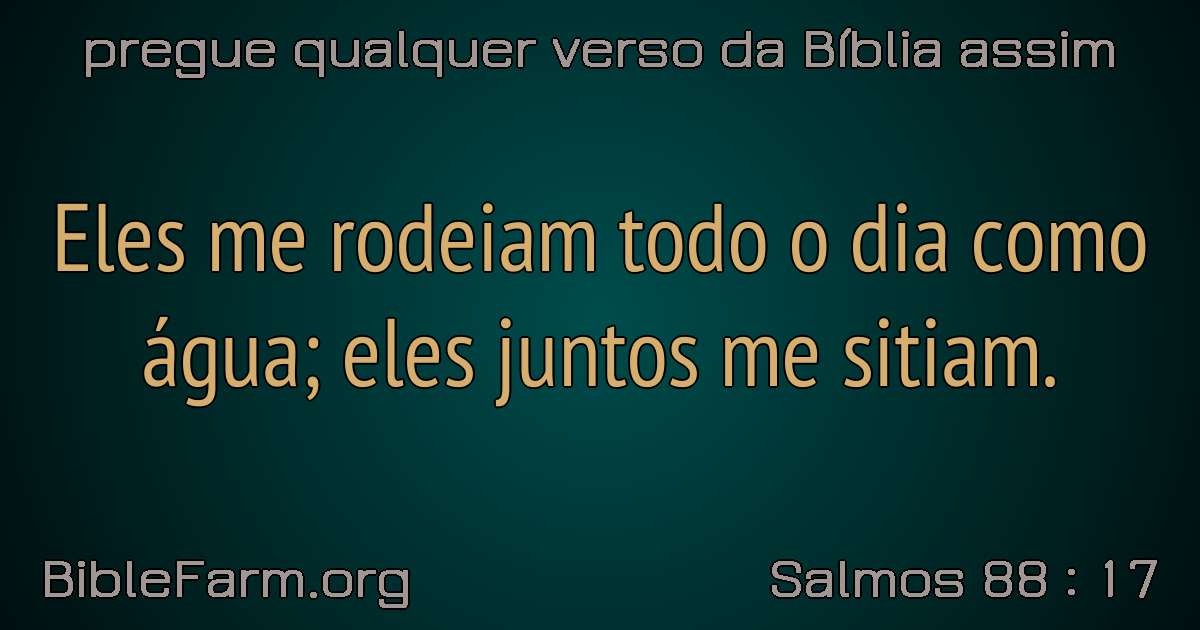 pregue qualquer verso da Bíblia assim
Eles me rodeiam todo o dia como
água; eles juntos me sitiam.
BibleFarm.org
Salmos 88 : 17